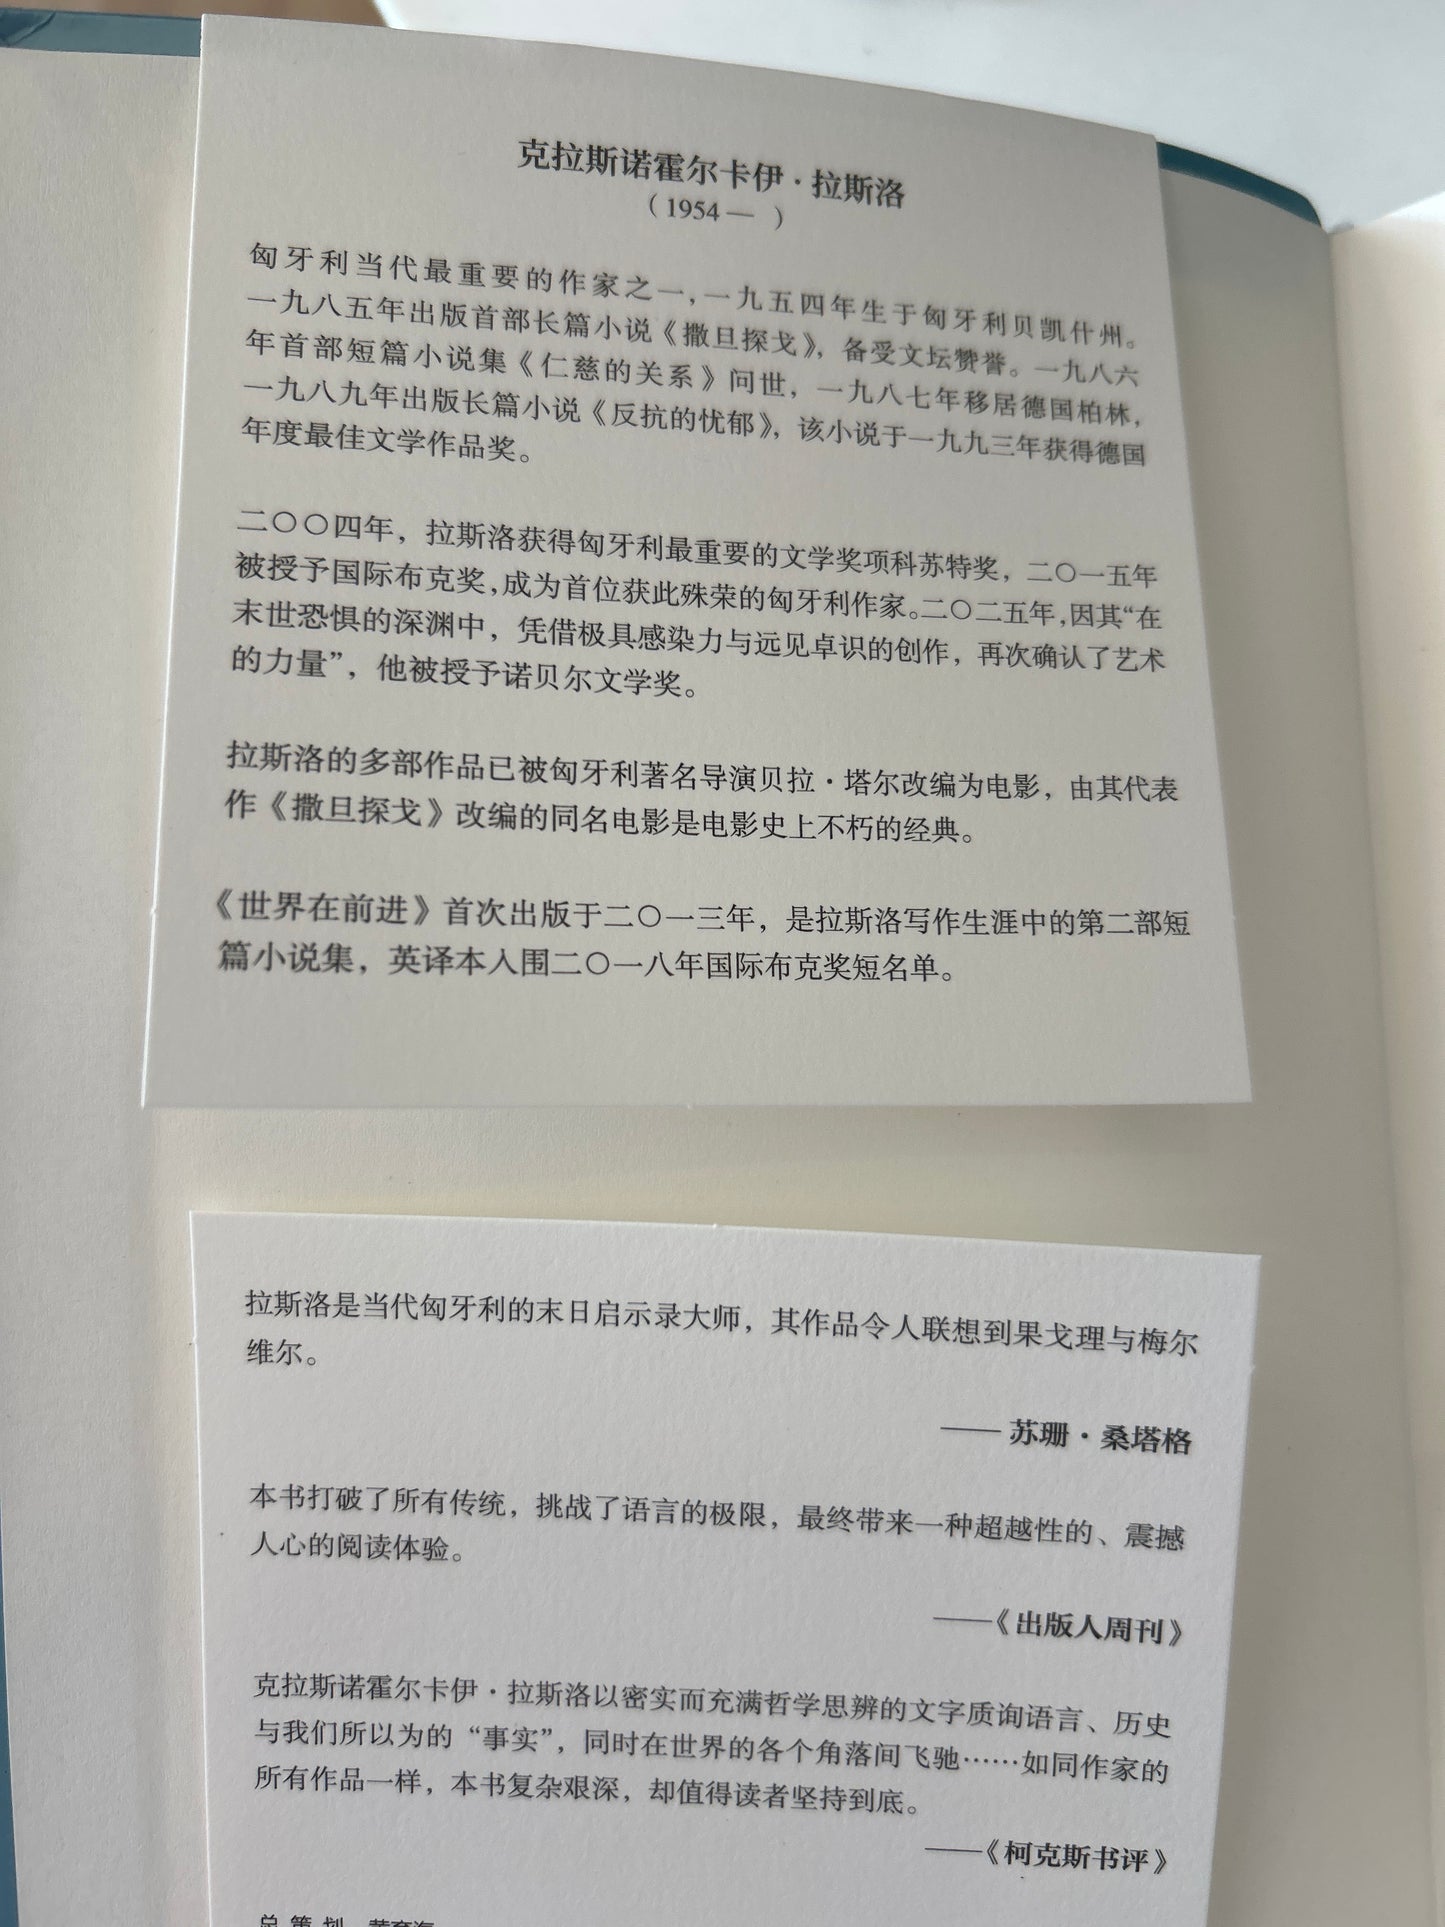 克拉斯诺霍尔卡伊·拉斯洛
（1954— ）
匈牙利当代最重要的作家之一，一九五四年生于匈牙利贝凯什州。
一九八五年出版首部长篇小说《撒旦探戈》，备受文坛赞誉。一九八六
年首部短篇小说集《仁慈的关系》问世，一九八七年移居德国柏林，
一九八九年出版长篇小说《反抗的忧郁》，该小说于一九九三年获得德国
年度最佳文学作品奖。
二〇〇四年，拉斯洛获得匈牙利最重要的文学奖项科苏特奖，二〇一五年
被授予国际布克奖，成为首位获此殊荣的匈牙利作家。二〇二五年，因其“在
末世恐惧的深渊中，凭借极具感染力与远见卓识的创作，再次确认了艺术
的力量”，他被授予诺贝尔文学奖。
拉斯洛的多部作品已被匈牙利著名导演贝拉·塔尔改编为电影，由其代表
作《撒旦探戈》改编的同名电影是电影史上不朽的经典。
《世界在前进》首次出版于二〇一三年，是拉斯洛写作生涯中的第二部短
篇小说集，英译本入围二〇一八年国际布克奖短名单。
拉斯洛是当代匈牙利的末日启示录大师，其作品令人联想到果戈理与梅尔
维尔。
——苏珊·桑塔格
本书打破了所有传统，挑战了语言的极限，最终带来一种超越性的、震撼
人心的阅读体验。
——《出版人周刊》
克拉斯诺霍尔卡伊·拉斯洛以密实而充满哲学思辨的文字质询语言、历史
与我们所以为的“事实”，同时在世界的各个角落间飞驰……如同作家的
所有作品一样，本书复杂艰深，却值得读者坚持到底。
——《柯克斯书评》
总 策 划